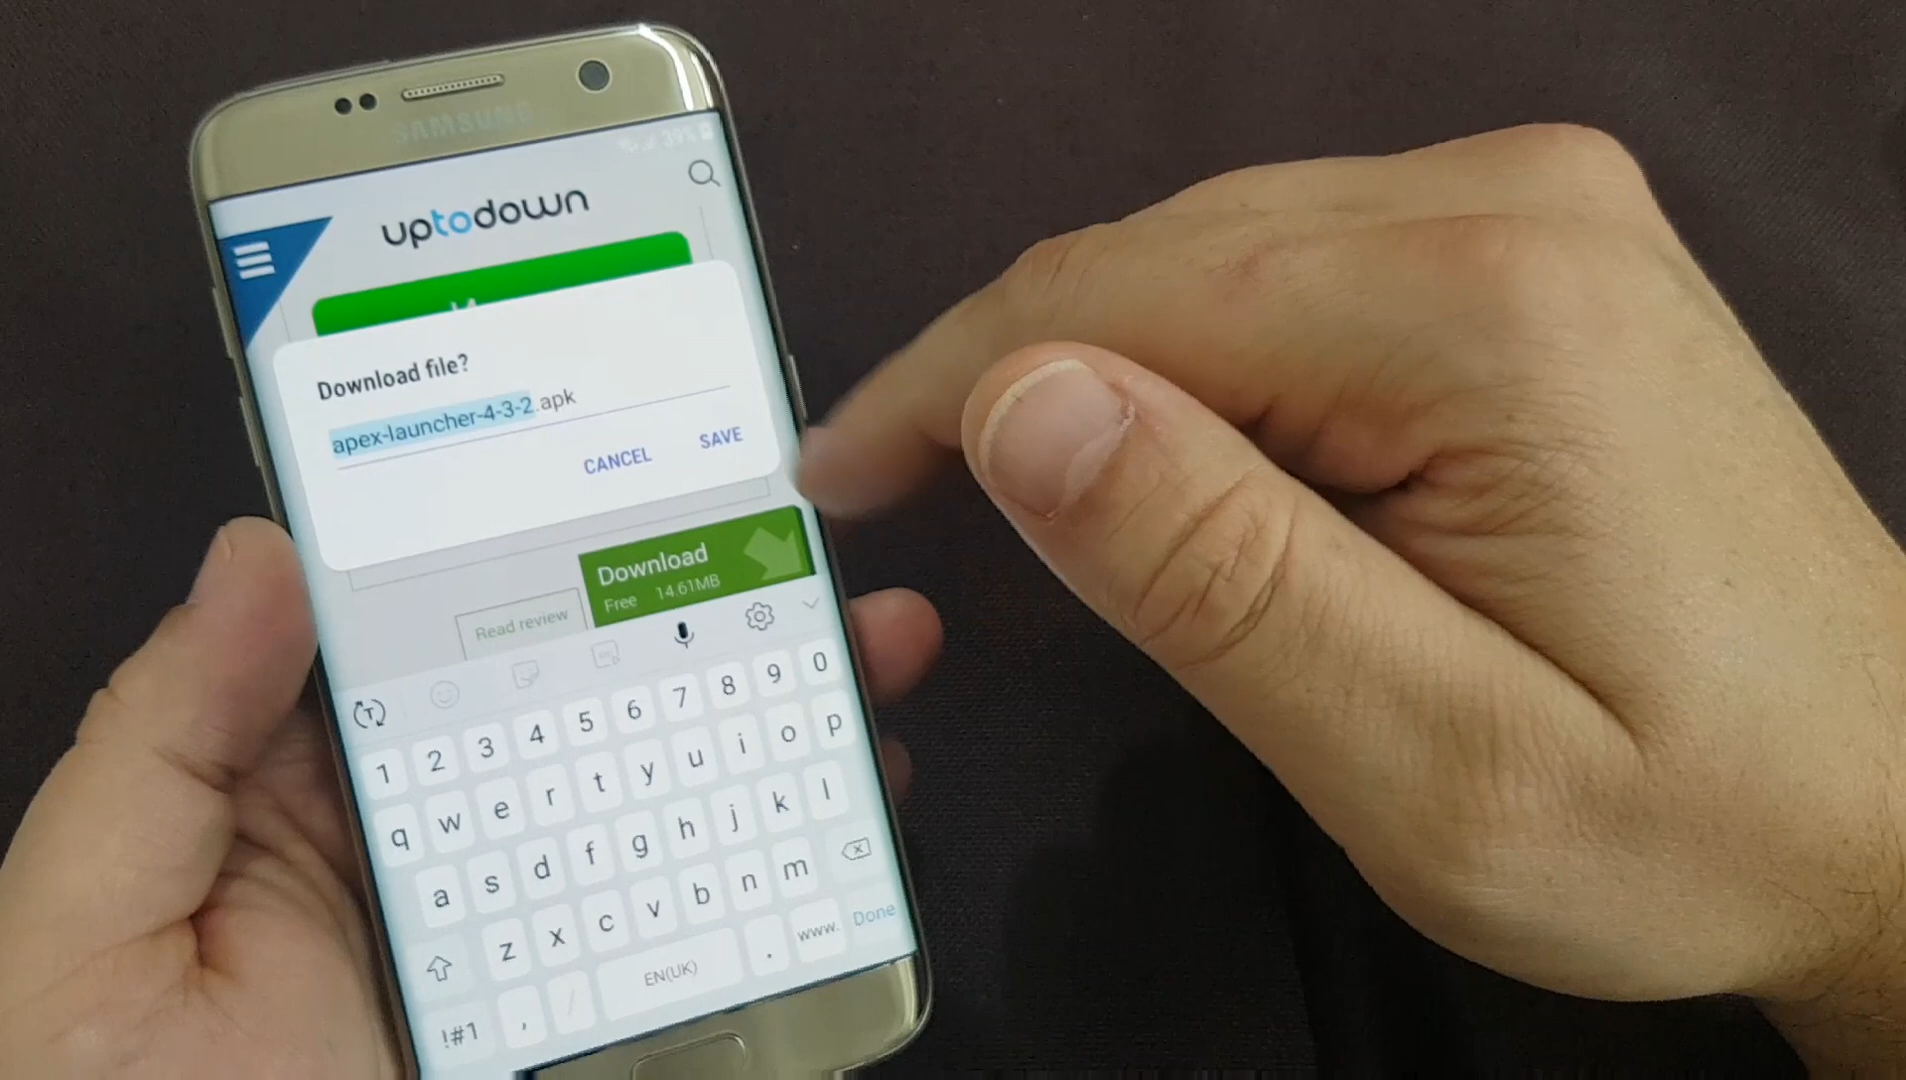 SAMSUNG
39%
uptodown
Download file?
apex-launcher-4-3-2.apk
CANCEL SAVE
Download
Free 14.61MB
Read review
T
1 2 3 4 5 6 7 8 9 0
q w e r t y u i o p
a s d f g h j k l
z x c v b n m
!#1 , / EN(UK) . www. Done